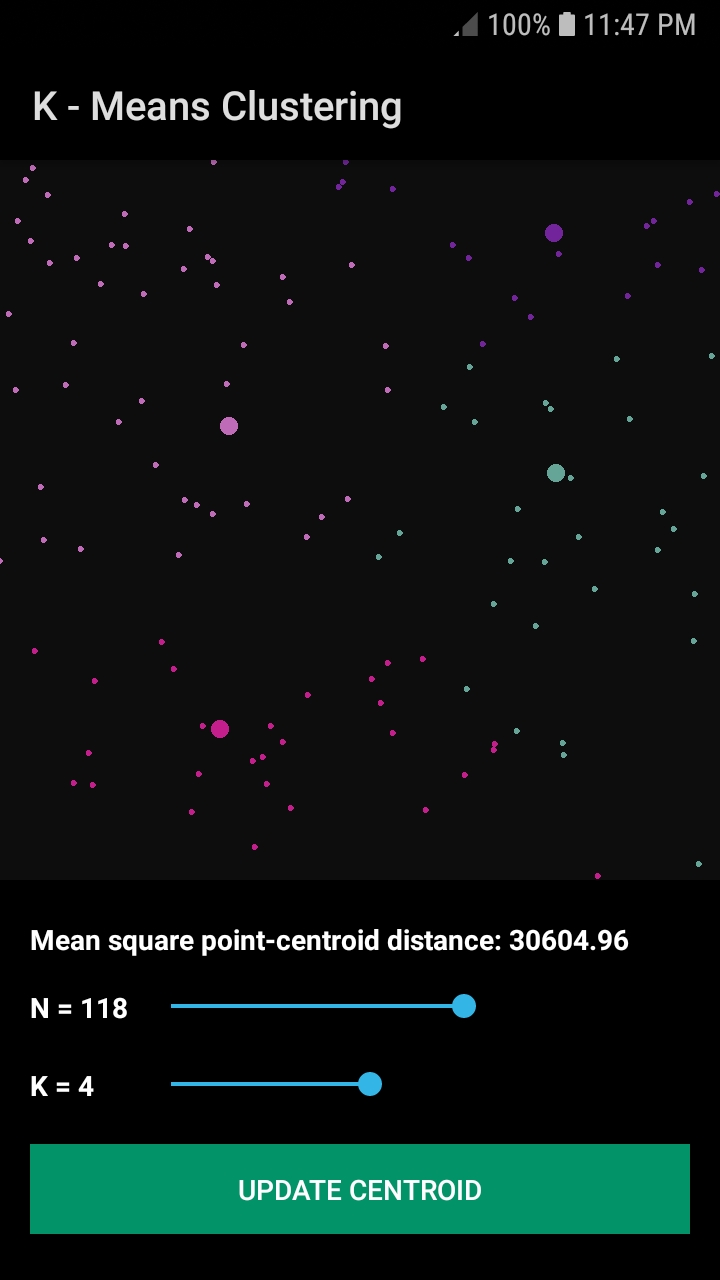 100% 11:47 PM
K - Means Clustering
Mean square point-centroid distance: 30604.96
N = 118
K = 4
UPDATE CENTROID